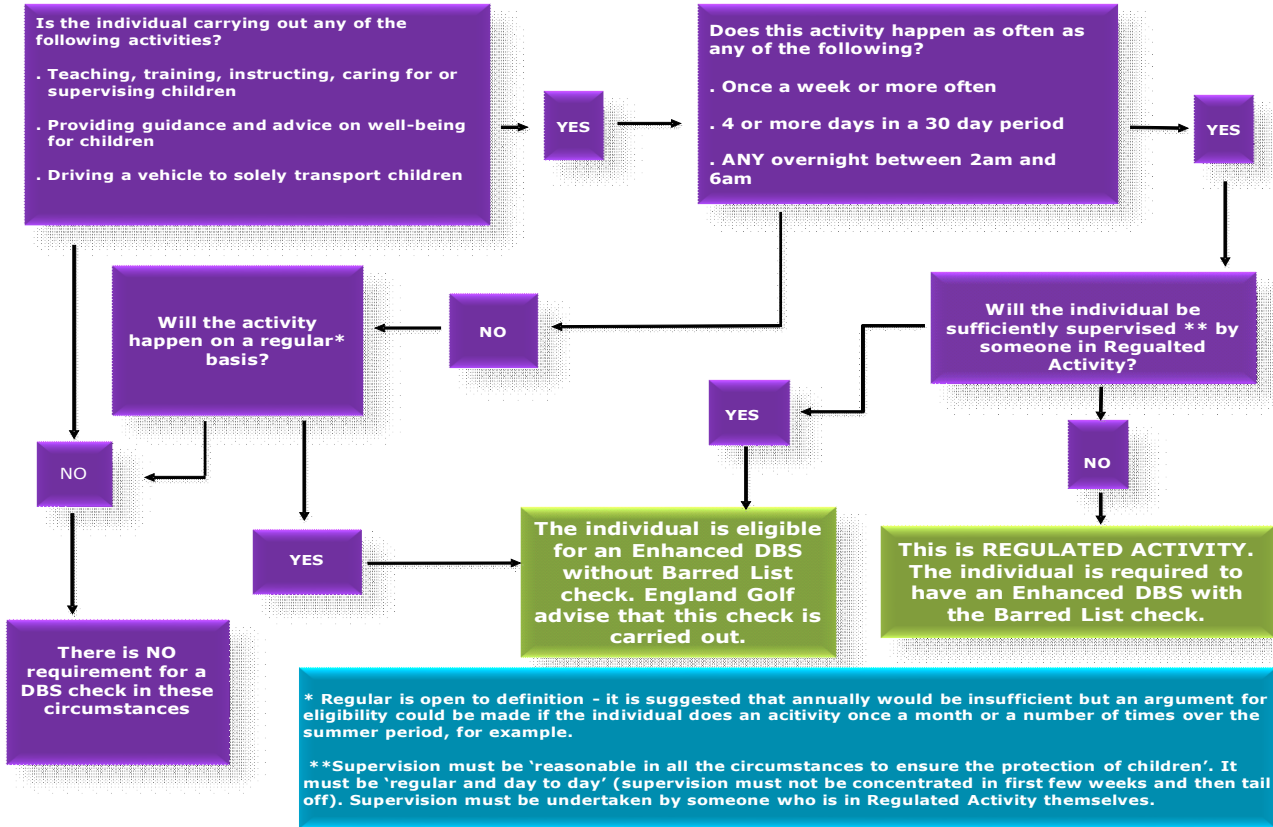 Is the individual carrying out any of the
following activities?
. Teaching, training, instructing, caring for or
supervising children
. Providing guidance and advice on well-being
for children
. Driving a vehicle to solely transport children
YES
Does this activity happen as often as
any of the following?
. Once a week or more often
. 4 or more days in a 30 day period
. ANY overnight between 2am and
6am
YES
Will the activity
happen on a regular*
basis?
NO
Will the individual be
sufficiently supervised ** by
someone in Regualted
Activity?
YES
NO
NO
YES
The individual is eligible
for an Enhanced DBS
without Barred List
check. England Golf
advise that this check is
carried out.
This is REGULATED ACTIVITY.
The individual is required to
have an Enhanced DBS with
the Barred List check.
There is NO
requirement for a
DBS check in these
circumstances
* Regular is open to definition - it is suggested that annually would be insufficient but an argument for
eligibility could be made if the individual does an acitivity once a month or a number of times over the
summer period, for example.
**Supervision must be ‘reasonable in all the circumstances to ensure the protection of children’. It
must be ‘regular and day to day’ (supervision must not be concentrated in first few weeks and then tail
off). Supervision must be undertaken by someone who is in Regulated Activity themselves.